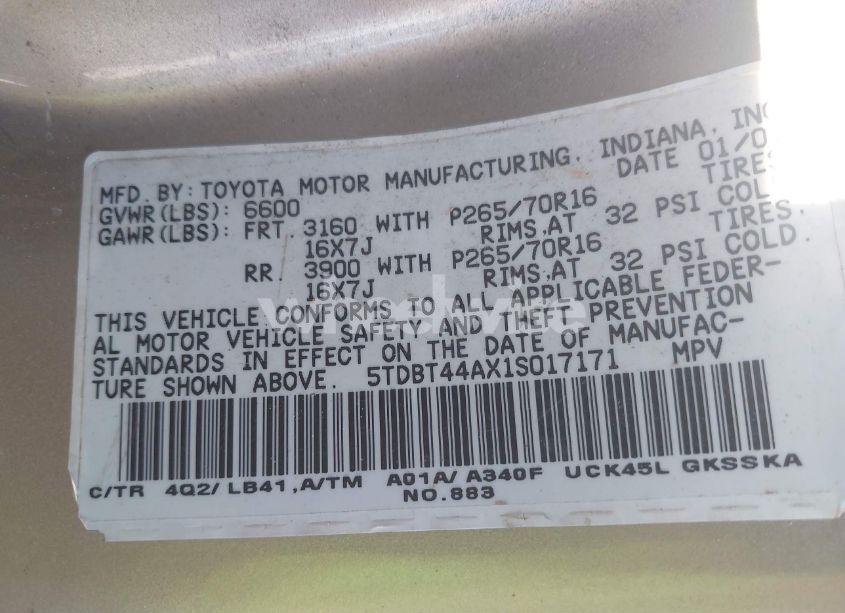 MFD. BY: TOYOTA MOTOR MANUFACTURING, INDIANA, INC
GVWR(LBS): 6600 DATE 01/0
GAWR(LBS): FRT. 3160 WITH P265/70R16 TIRES
16X7J RIMS,AT 32 PSI COLD
RR. 3900 WITH P265/70R16 TIRES,
16X7J RIMS,AT 32 PSI COLD.
THIS VEHICLE CONFORMS TO ALL APPLICABLE FEDER-
AL MOTOR VEHICLE SAFETY AND THEFT PREVENTION
STANDARDS IN EFFECT ON THE DATE OF MANUFAC-
TURE SHOWN ABOVE. 5TDBT44AX1S017171 MPV
C/TR 4Q2/ LB41,A/TM A01A/ A340F UCK45L GKSSKA
NO.883